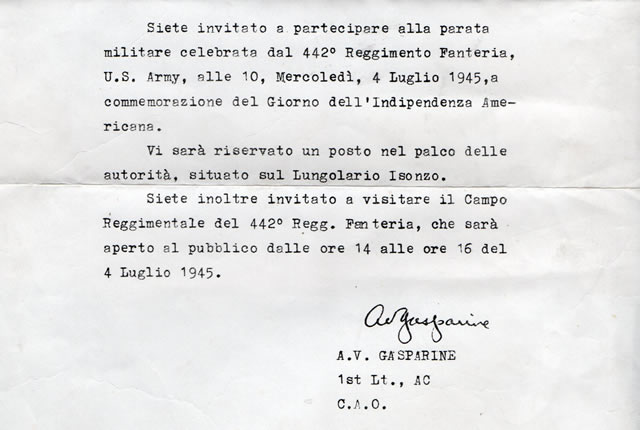 Siete invitato a partecipare alla parata
militare celebrata dal 442º Reggimento Fanteria,
U.S. Army, alle 10, Mercoledì, 4 Luglio 1945,a
commemorazione del Giorno dell'Indipendenza Ame-
ricana.
Vi sarà riservato un posto nel palco delle
autorità, situato sul Lungolario Isonzo.
Siete inoltre invitato a visitare il Campo
Reggimentale del 442º Regg. Fanteria, che sarà
aperto al pubblico dalle ore 14 alle ore 16 del
4 Luglio 1945.
AVGasparine
A.V. GASPARINE
1st Lt., AC
C.A.O.